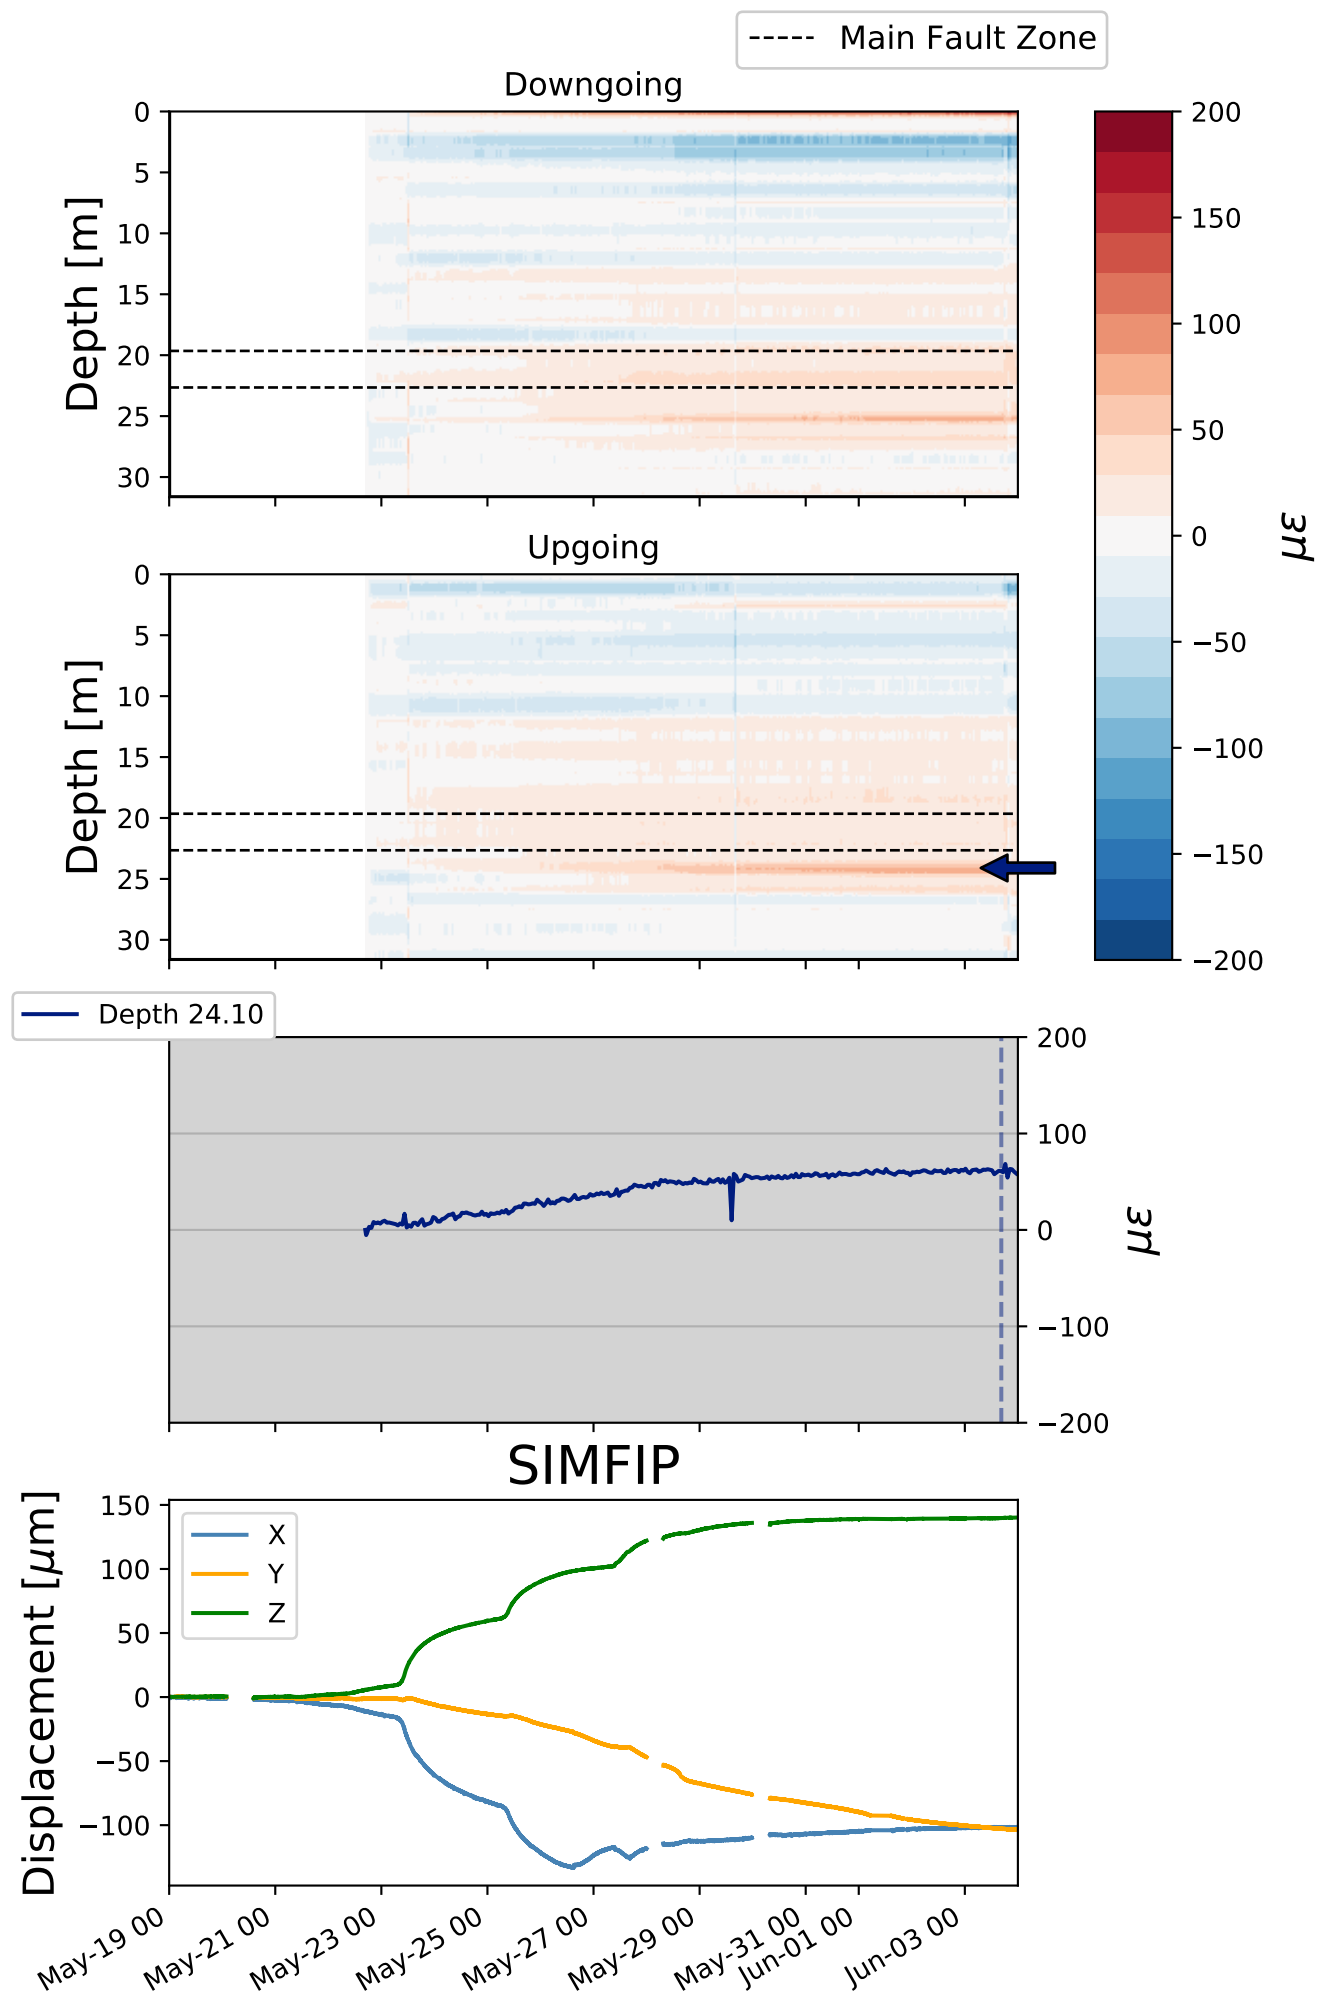 Main Fault Zone
Downgoing
0
5
10
15
20
25
30
Depth [m]
200
150
100
50
0
−50
−100
−150
−200
με
Upgoing
0
5
10
15
20
25
30
Depth [m]
Depth 24.10
200
100
0
−100
−200
με
SIMFIP
150
100
50
0
−50
−100
Displacement [μm]
X
Y
Z
May-19 00
May-21 00
May-23 00
May-25 00
May-27 00
May-29 00
May-31 00
Jun-01 00
Jun-03 00